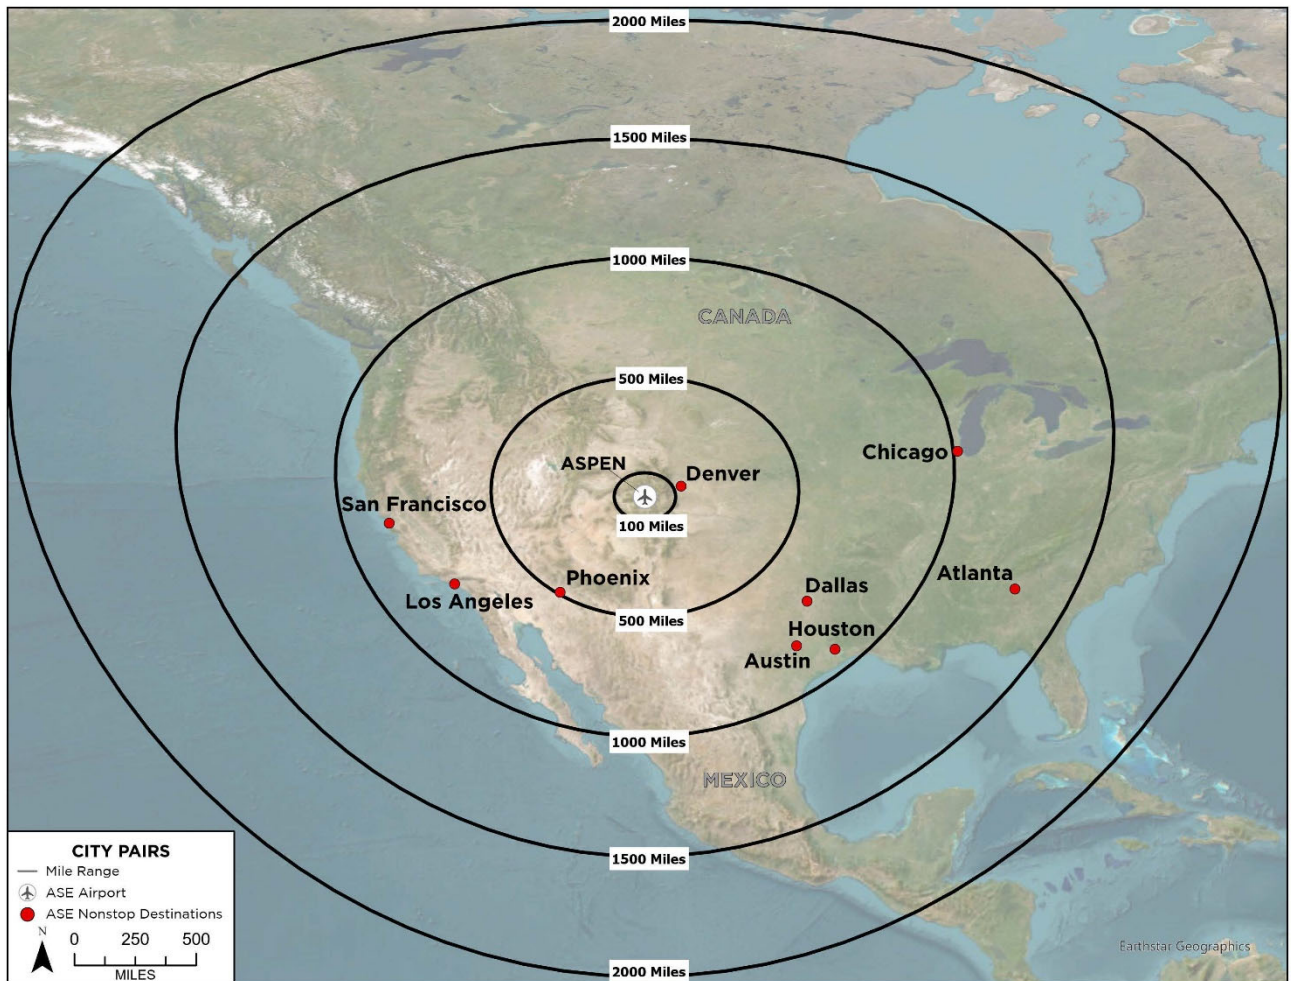 2000 Miles
1500 Miles
1000 Miles
CANADA
500 Miles
Chicago
ASPEN
Denver
San Francisco
100 Miles
Phoenix
Atlanta
Dallas
Los Angeles
500 Miles
Houston
Austin
1000 Miles
MEXICO
1500 Miles
2000 Miles
CITY PAIRS
Mile Range
ASE Airport
ASE Nonstop Destinations
N
0 250 500
MILES
Earthstar Geographics